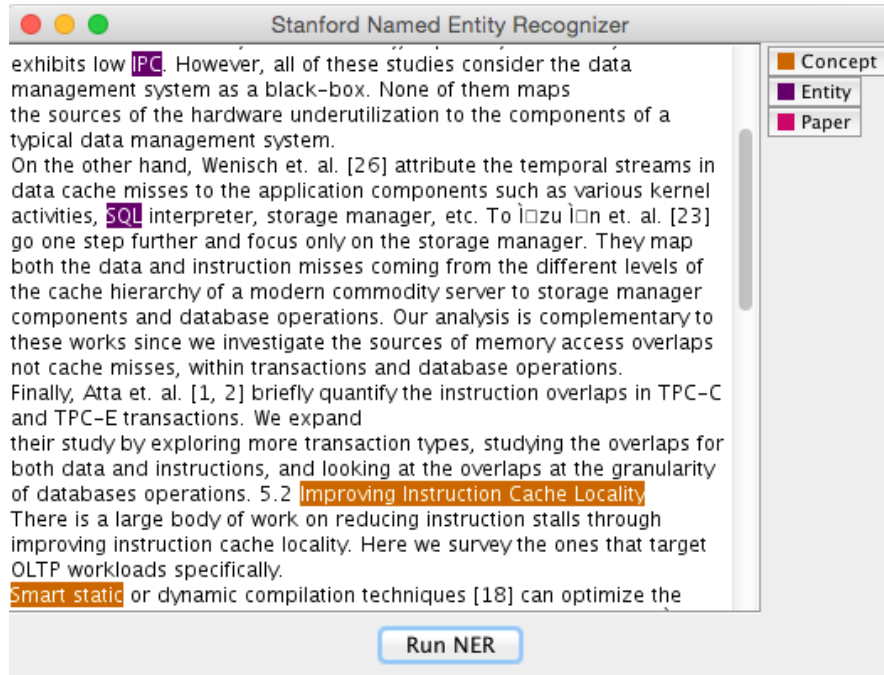 Stanford Named Entity Recognizer
exhibits low IPC. However, all of these studies consider the data
management system as a black-box. None of them maps
the sources of the hardware underutilization to the components of a
typical data management system.
On the other hand, Wenisch et. al. [26] attribute the temporal streams in
data cache misses to the application components such as various kernel
activities, SQL interpreter, storage manager, etc. To Ì□zu Ì□n et. al. [23]
go one step further and focus only on the storage manager. They map
both the data and instruction misses coming from the different levels of
the cache hierarchy of a modern commodity server to storage manager
components and database operations. Our analysis is complementary to
these works since we investigate the sources of memory access overlaps
not cache misses, within transactions and database operations.
Finally, Atta et. al. [1, 2] briefly quantify the instruction overlaps in TPC-C
and TPC-E transactions. We expand
their study by exploring more transaction types, studying the overlaps for
both data and instructions, and looking at the overlaps at the granularity
of databases operations. 5.2 Improving Instruction Cache Locality
There is a large body of work on reducing instruction stalls through
improving instruction cache locality. Here we survey the ones that target
OLTP workloads specifically.
Smart static or dynamic compilation techniques [18] can optimize the
Concept
Entity
Paper
Run NER